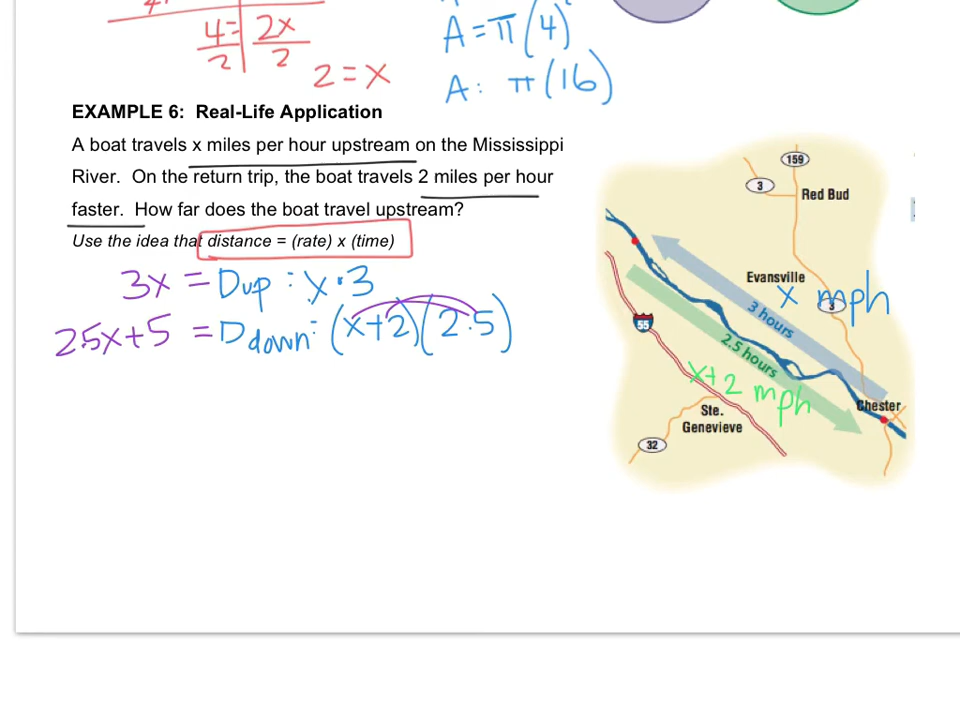 4 = 2x
2 2
2 = x
A = π(4)²
A: π(16)
EXAMPLE 6: Real-Life Application
A boat travels x miles per hour upstream on the Mississippi
River. On the return trip, the boat travels 2 miles per hour
faster. How far does the boat travel upstream?
Use the idea that distance = (rate) x (time)
3x = Dup : x·3
2.5x+5 = Ddown: (x+2)(2.5)
159
3
Red Bud
Evansville
x mph
3
3 hours
55
2.5 hours
x+2 mph
Chester
Ste.
Genevieve
32